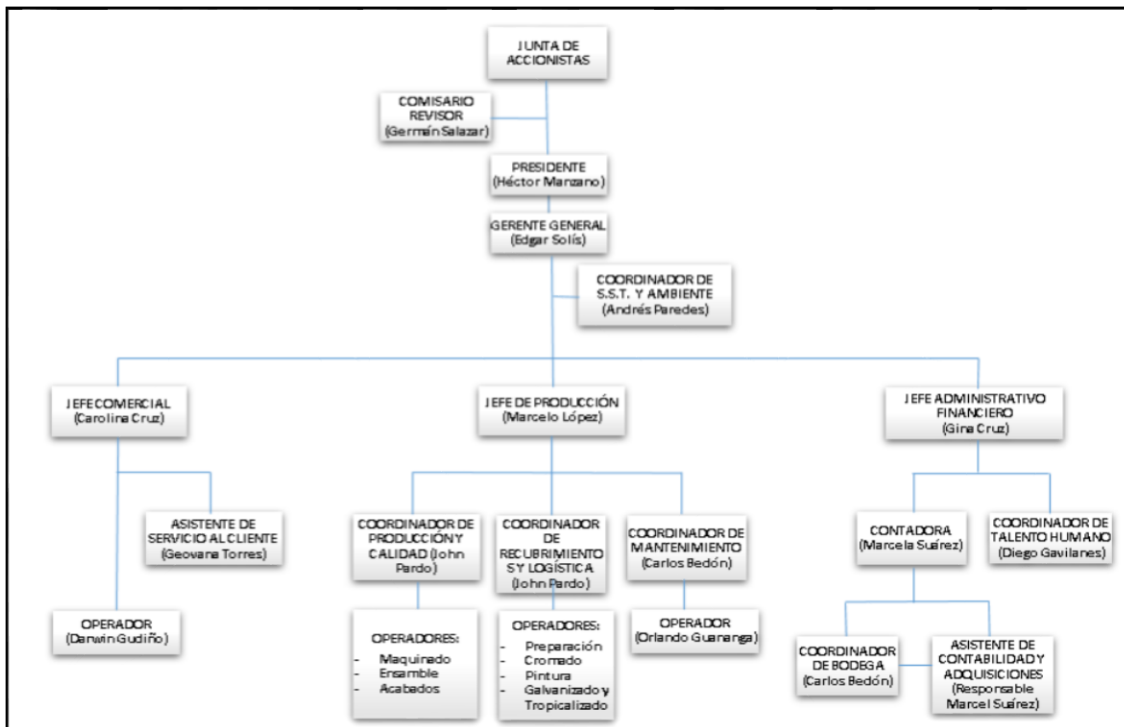 JUNTA DE
ACCIONISTAS
COMISARIO
REVISOR
(Germán Salazar)
PRESIDENTE
(Héctor Manzano)
GERENTE GENERAL
(Edgar Solís)
COORDINADOR DE
S.S.T. Y AMBIENTE
(Andrés Paredes)
JEFE COMERCIAL
(Carolina Cruz)
JEFE DE PRODUCCIÓN
(Marcelo López)
JEFE ADMINISTRATIVO
FINANCIERO
(Gina Cruz)
ASISTENTE DE
SERVICIO AL CLIENTE
(Geovana Torres)
COORDINADOR DE
PRODUCCIÓN Y
CALIDAD (John
Pardo)
COORDINADOR
DE
RECUBRIMIENTO
S Y LOGÍSTICA
(John Pardo)
COORDINADOR DE
MANTENIMIENTO
(Carlos Bedón)
CONTADORA
(Marcela Suárez)
COORDINADOR DE
TALENTO HUMANO
(Diego Gavilanes)
OPERADOR
(Darwin Gudiño)
OPERADORES:
- Maquinado
- Ensamble
- Acabados
OPERADORES:
- Preparación
- Cromado
- Pintura
- Galvanizado y
Tropicalizado
OPERADOR
(Orlando Guananga)
COORDINADOR
DE BODEGA
(Carlos Bedón)
ASISTENTE DE
CONTABILIDAD Y
ADQUISICIONES
(Responsable
Marcel Suárez)